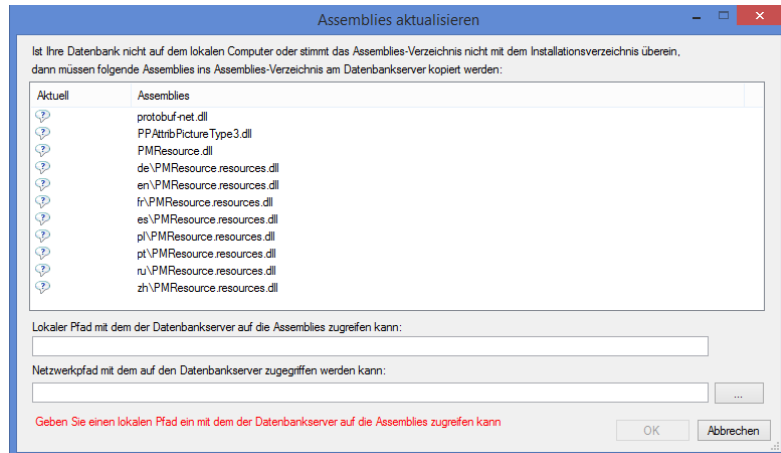 Assemblies aktualisieren
Ist Ihre Datenbank nicht auf dem lokalen Computer oder stimmt das Assemblies-Verzeichnis nicht mit dem Installationsverzeichnis überein,
dann müssen folgende Assemblies ins Assemblies-Verzeichnis am Datenbankserver kopiert werden:
Aktuell Assemblies
protobuf-net.dll
PPAttribPictureType3.dll
PMResource.dll
de\PMResource.resources.dll
en\PMResource.resources.dll
fr\PMResource.resources.dll
es\PMResource.resources.dll
pl\PMResource.resources.dll
pt\PMResource.resources.dll
ru\PMResource.resources.dll
zh\PMResource.resources.dll
Lokaler Pfad mit dem der Datenbankserver auf die Assemblies zugreifen kann:
Netzwerkpfad mit dem auf den Datenbankserver zugegriffen werden kann:
...
Geben Sie einen lokalen Pfad ein mit dem der Datenbankserver auf die Assemblies zugreifen kann
OK Abbrechen